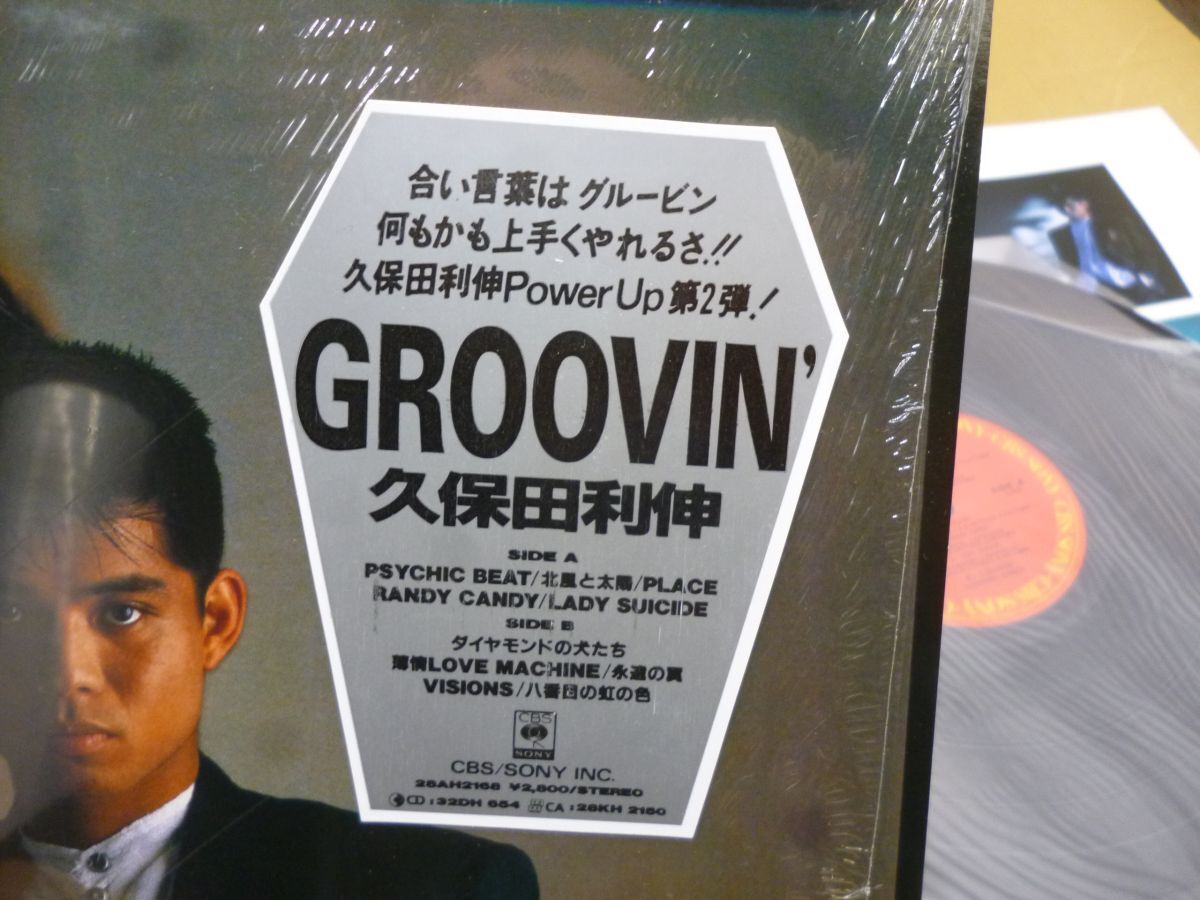 合い言葉は グルービン
何もかも上手くやれるさ!!
久保田利伸Power Up 第2弾!
GROOVIN'
久保田利伸
SIDE A
PSYCHIC BEAT/北風と太陽/PLACE
RANDY CANDY/LADY SUICIDE
SIDE B
ダイヤモンドの犬たち
薄情LOVE MACHINE/永遠の翼
VISIONS/八番目の虹の色
CBS
SONY
CBS/SONY INC.
28AH2168 ¥2,800/STEREO
CD:32DH 654 CA:28KH 2150